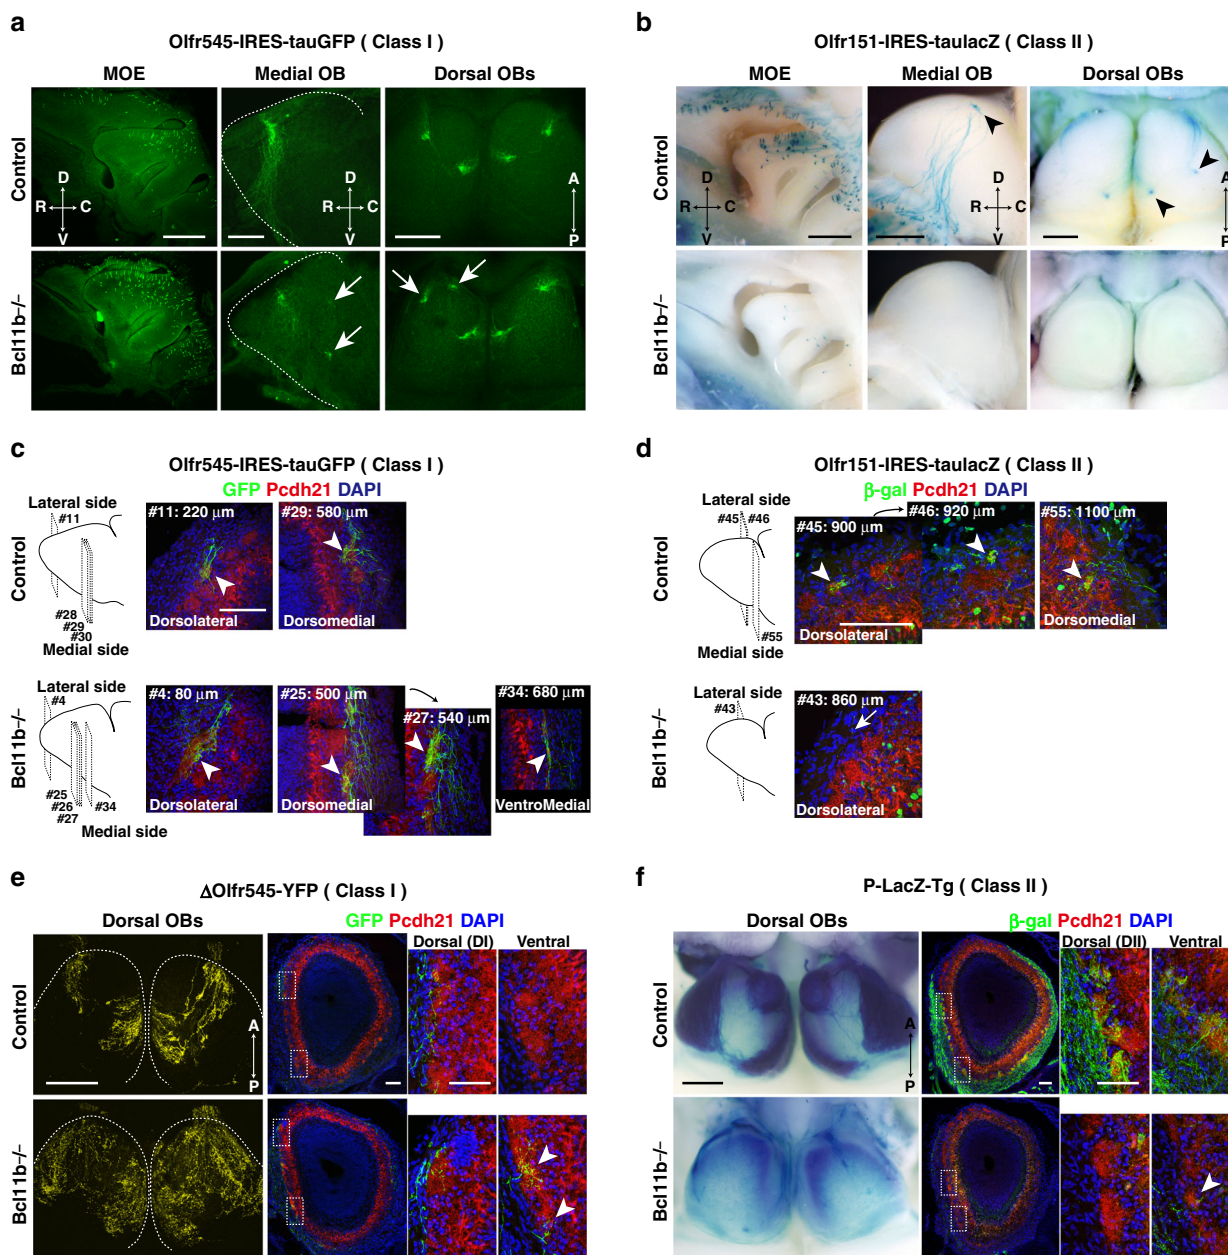 a
Olfr545-IRES-tauGFP ( Class I )
MOE Medial OB Dorsal OBs
Control
D
R C
V
D
R C
V
A
P
Bcl11b–/–
b
Olfr151-IRES-taulacZ ( Class II )
MOE Medial OB Dorsal OBs
Control
D
R C
V
D
R C
V
A
P
Bcl11b–/–
c
Olfr545-IRES-tauGFP ( Class I )
GFP Pcdh21 DAPI
Control
Lateral side
#11
#28
#29
#30
Medial side
#11: 220 μm
Dorsolateral
#29: 580 μm
Dorsomedial
Bcl11b–/–
Lateral side
#4
#25
#26
#27
#34
Medial side
#4: 80 μm
Dorsolateral
#25: 500 μm
Dorsomedial
#27: 540 μm
#34: 680 μm
VentroMedial
d
Olfr151-IRES-taulacZ ( Class II )
β-gal Pcdh21 DAPI
Control
Lateral side
#45 #46
#55
Medial side
#45: 900 μm
Dorsolateral
#46: 920 μm
#55: 1100 μm
Dorsomedial
Bcl11b–/–
Lateral side
#43
#43: 860 μm
Dorsolateral
e
ΔOlfr545-YFP ( Class I )
Dorsal OBs GFP Pcdh21 DAPI
Dorsal (DI) Ventral
Control
A
P
Bcl11b–/–
f
P-LacZ-Tg ( Class II )
Dorsal OBs β-gal Pcdh21 DAPI
Dorsal (DII) Ventral
Control
A
P
Bcl11b–/–